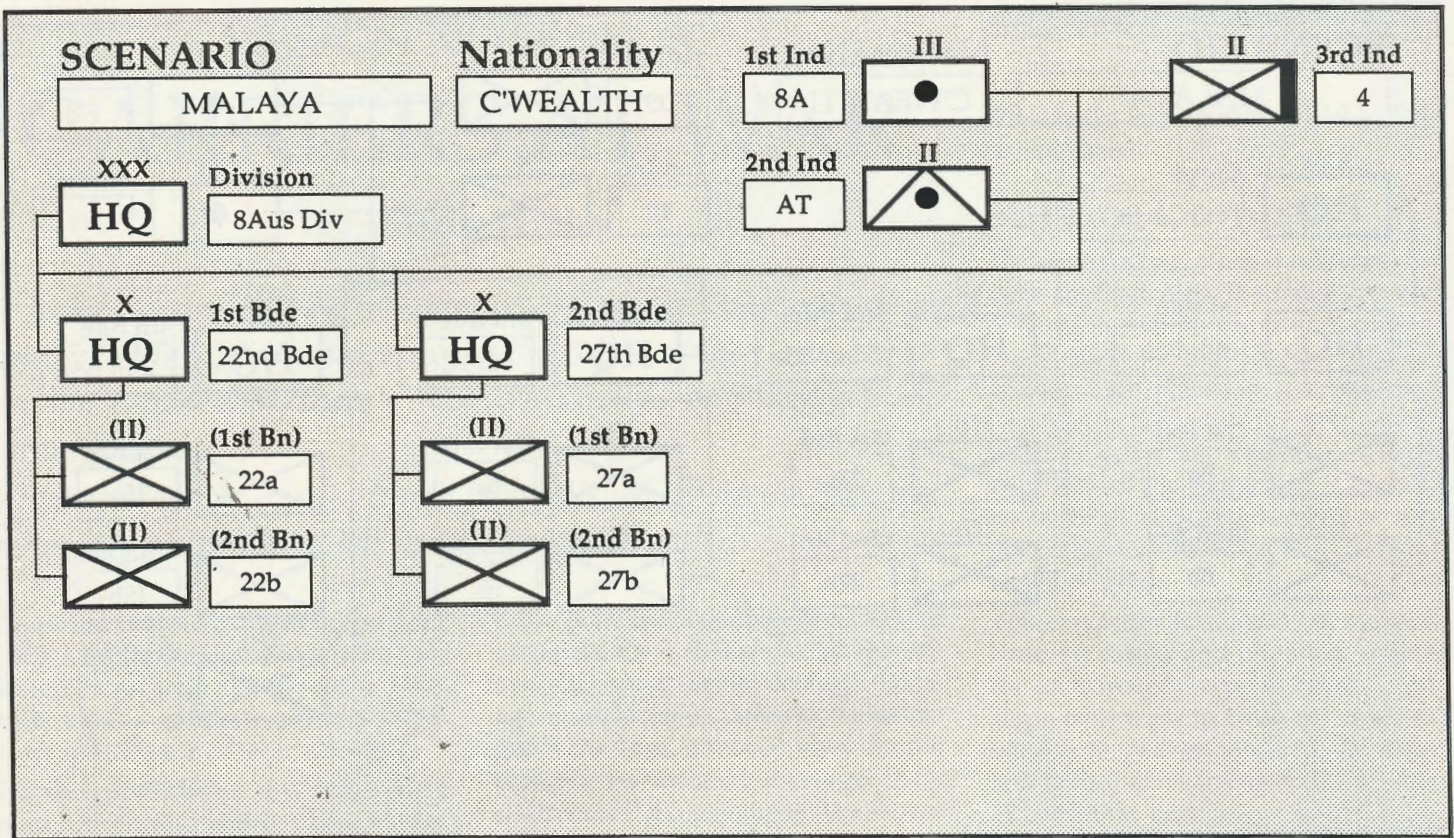 SCENARIO
MALAYA
Nationality
C'WEALTH
1st Ind
8A
III
II
3rd Ind
4
2nd Ind
AT
II
XXX
HQ
Division
8Aus Div
X
HQ
1st Bde
22nd Bde
X
HQ
2nd Bde
27th Bde
(II)
(1st Bn)
22a
(II)
(1st Bn)
27a
(II)
(2nd Bn)
22b
(II)
(2nd Bn)
27b